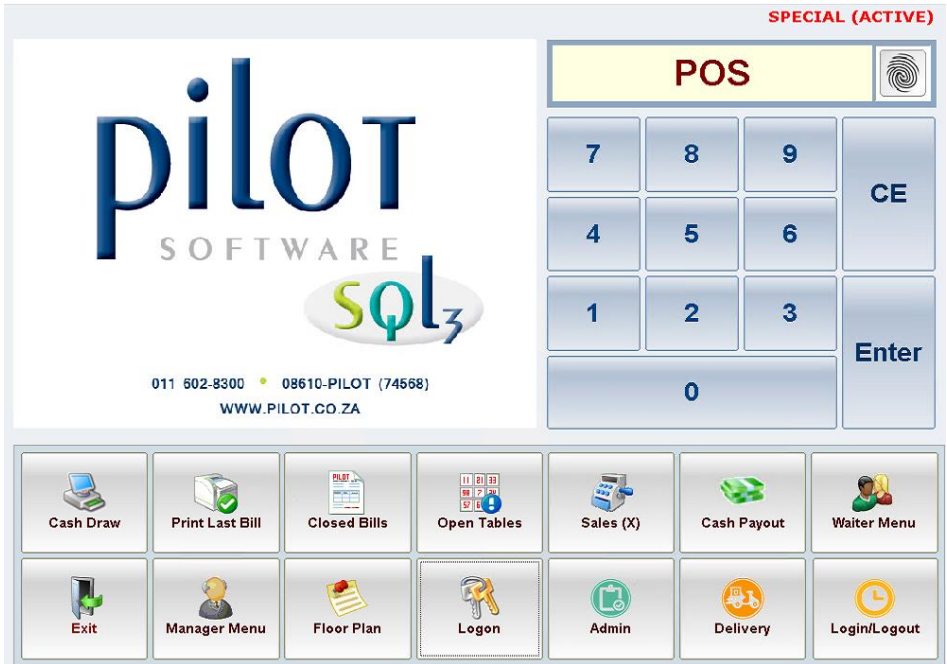 SPECIAL (ACTIVE)
pilot
SOFTWARE
sql3
011 602-8300 • 08610-PILOT (74568)
WWW.PILOT.CO.ZA
POS
7 8 9
CE
4 5 6
1 2 3
Enter
0
Cash Draw Print Last Bill Closed Bills Open Tables Sales (X) Cash Payout Waiter Menu
Exit Manager Menu Floor Plan Logon Admin Delivery Login/Logout